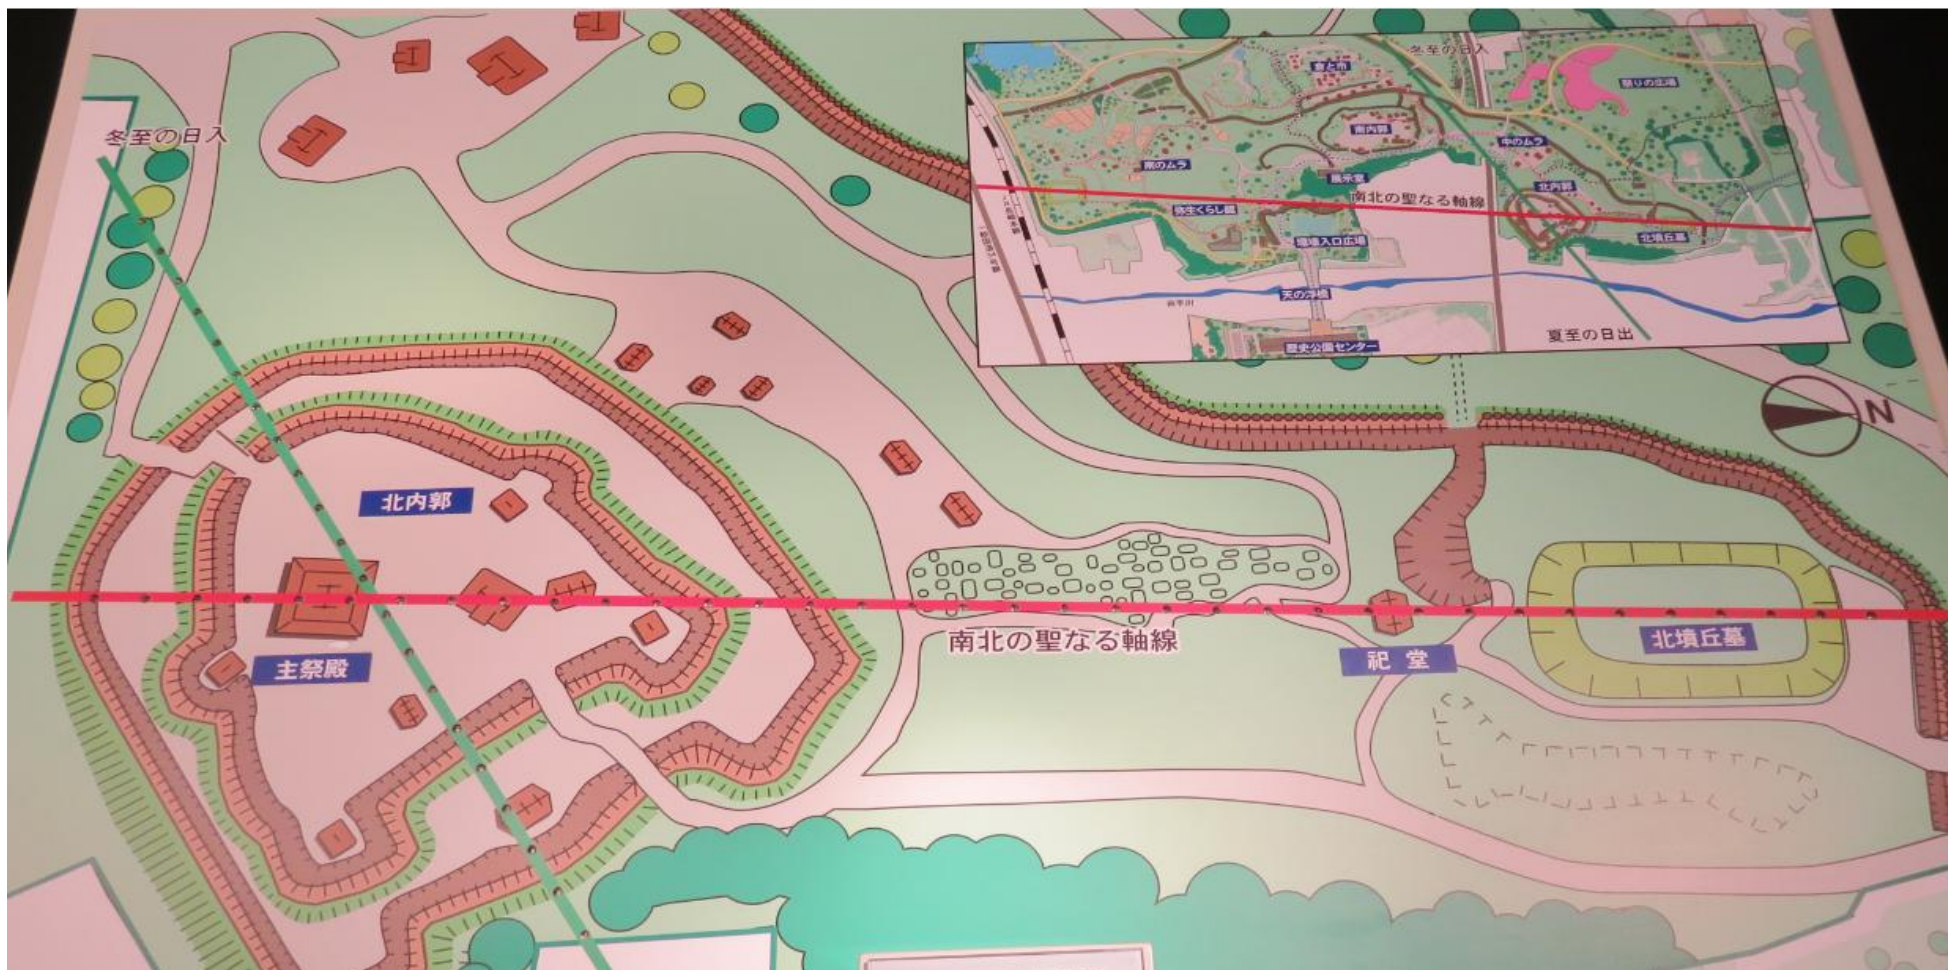 冬至の日入
北内郭
主祭殿
南北の聖なる軸線
祀堂
北墳丘墓
N
冬至の日入
倉と市
祭りの広場
南内郭
中のムラ
南のムラ
展示室
北内郭
南北の聖なる軸線
弥生くらし館
環壕入口広場
北墳丘墓
天の浮橋
田手川
夏至の日出
歴史公園センター